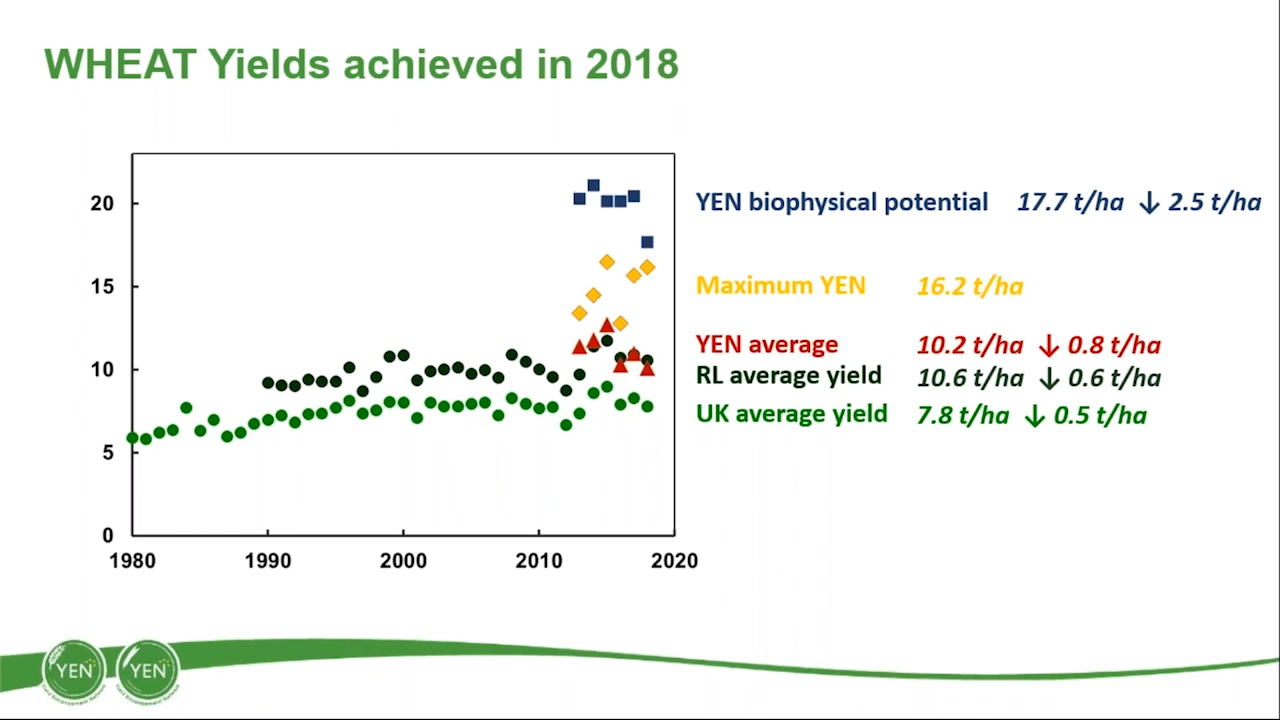 WHEAT Yields achieved in 2018
20
15
10
5
0
1980 1990 2000 2010 2020
YEN biophysical potential 17.7 t/ha ↓ 2.5 t/ha
Maximum YEN 16.2 t/ha
YEN average 10.2 t/ha ↓ 0.8 t/ha
RL average yield 10.6 t/ha ↓ 0.6 t/ha
UK average yield 7.8 t/ha ↓ 0.5 t/ha
YEN YEN